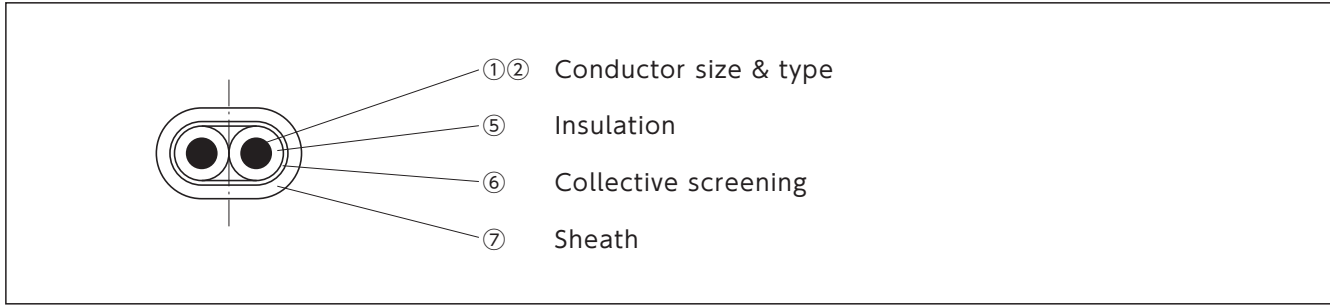 ①② Conductor size & type
⑤ Insulation
⑥ Collective screening
⑦ Sheath